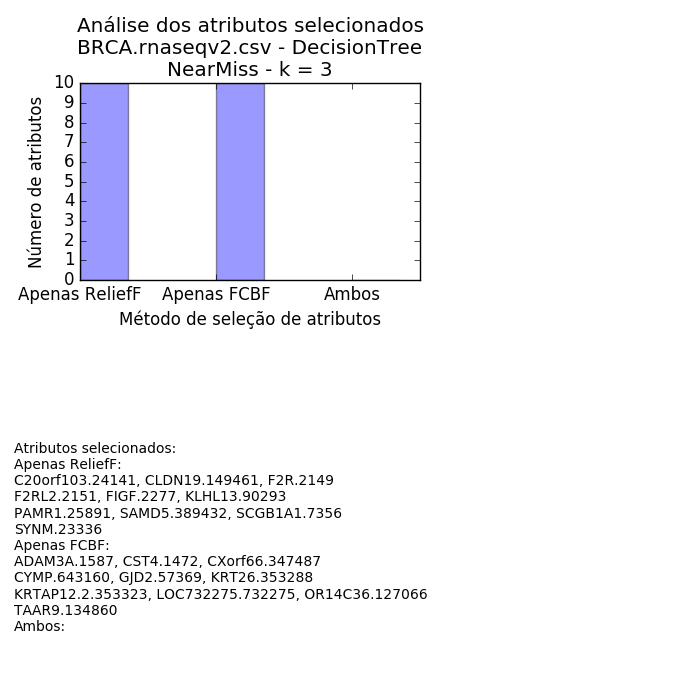 Análise dos atributos selecionados
BRCA.rnaseqv2.csv - DecisionTree
NearMiss - k = 3
10
9
8
7
6
5
4
3
2
1
0
Número de atributos
Apenas ReliefF
Apenas FCBF
Ambos
Método de seleção de atributos
Atributos selecionados:
Apenas ReliefF:
C20orf103.24141, CLDN19.149461, F2R.2149
F2RL2.2151, FIGF.2277, KLHL13.90293
PAMR1.25891, SAMD5.389432, SCGB1A1.7356
SYNM.23336
Apenas FCBF:
ADAM3A.1587, CST4.1472, CXorf66.347487
CYMP.643160, GJD2.57369, KRT26.353288
KRTAP12.2.353323, LOC732275.732275, OR14C36.127066
TAAR9.134860
Ambos: